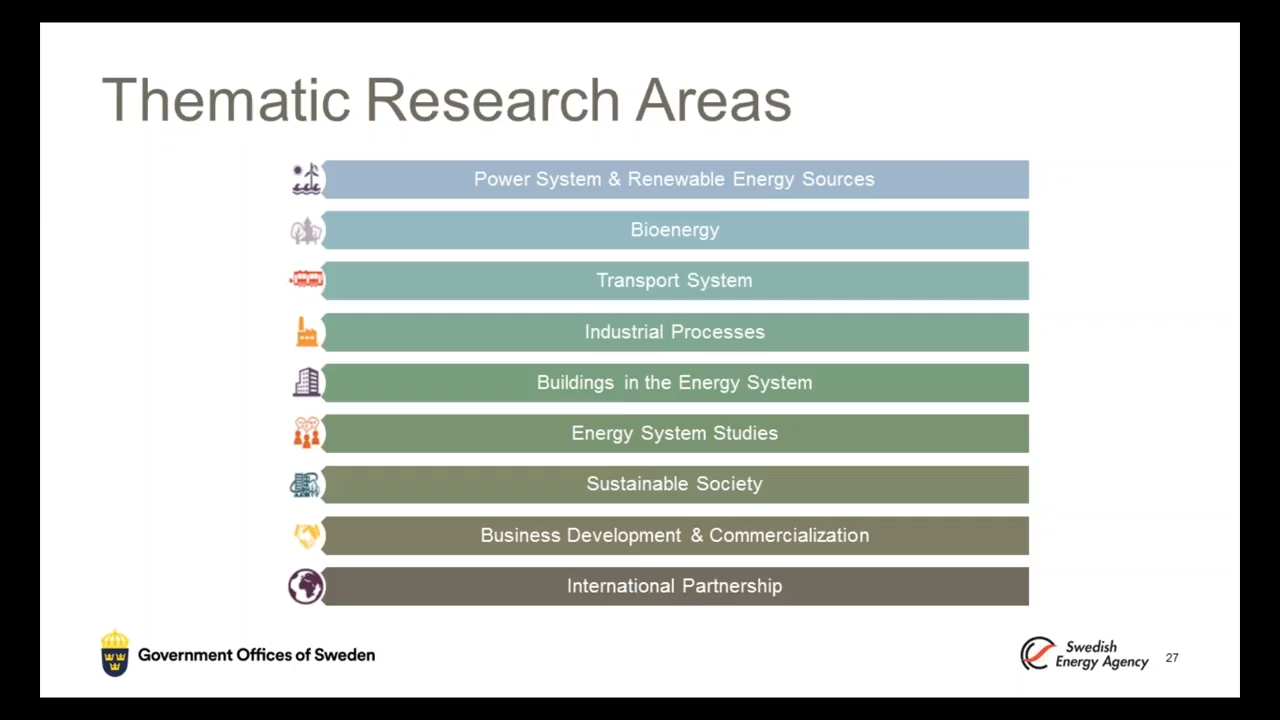 Thematic Research Areas
Power System & Renewable Energy Sources
Bioenergy
Transport System
Industrial Processes
Buildings in the Energy System
Energy System Studies
Sustainable Society
Business Development & Commercialization
International Partnership
Government Offices of Sweden
Swedish
Energy Agency
27